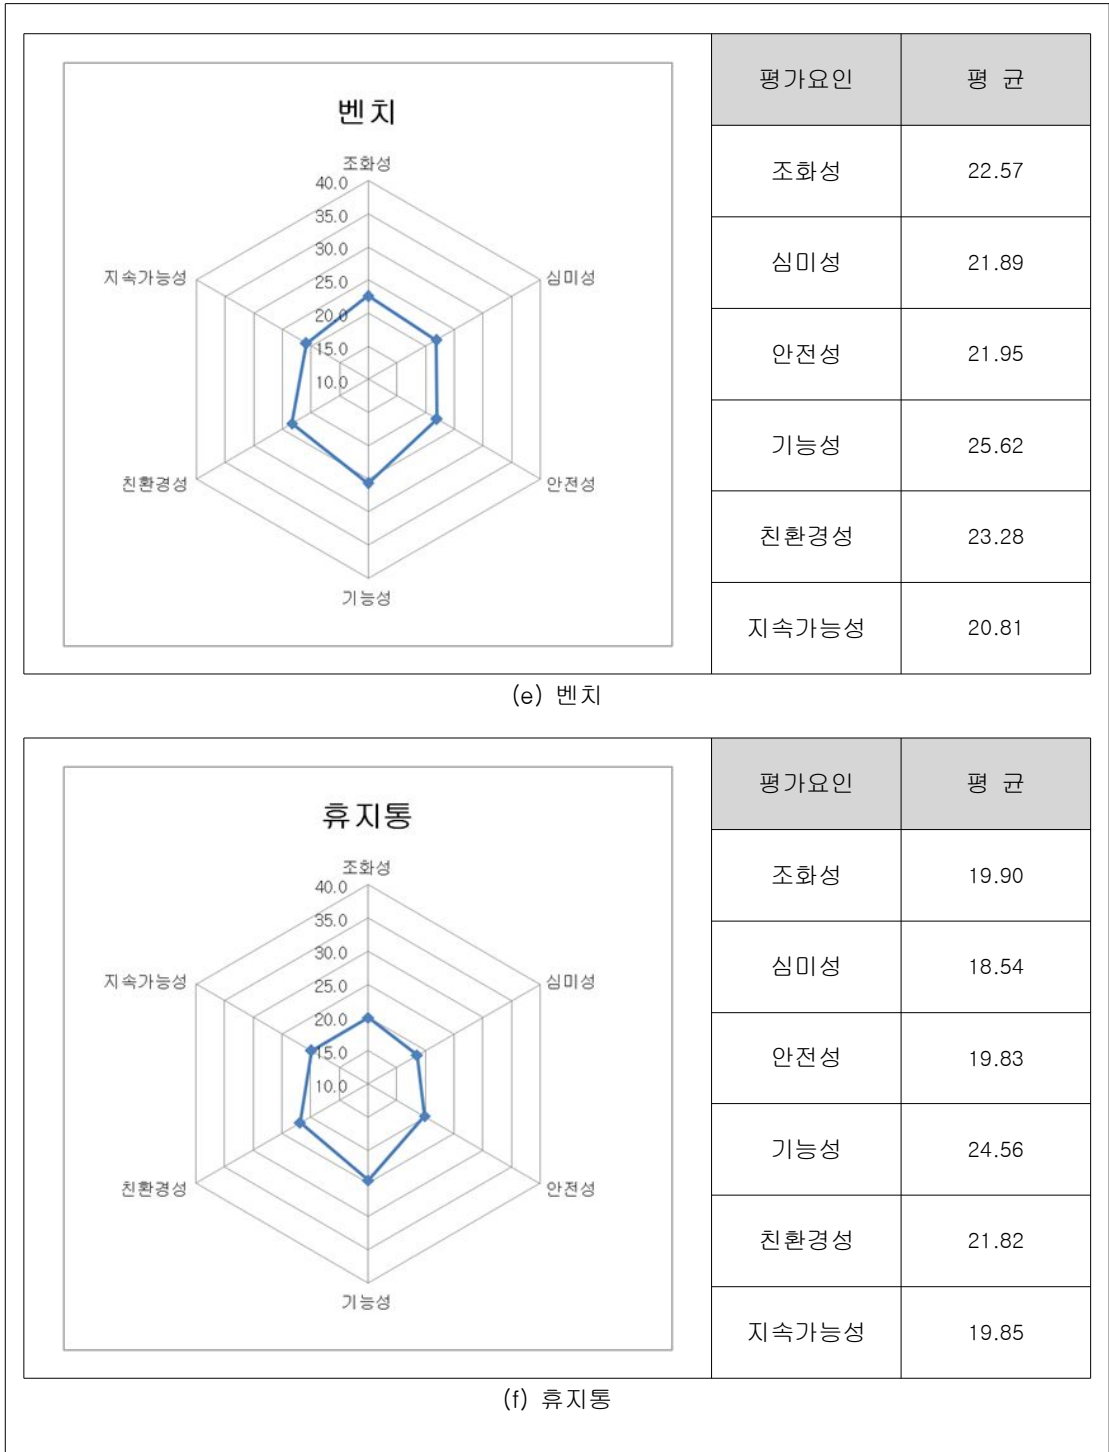 벤치
조화성
40.0
35.0
30.0
25.0
20.0
15.0
10.0
지속가능성
심미성
친환경성
안전성
기능성
평가요인 평 균
조화성 22.57
심미성 21.89
안전성 21.95
기능성 25.62
친환경성 23.28
지속가능성 20.81
(e) 벤치
휴지통
조화성
40.0
35.0
30.0
25.0
20.0
15.0
10.0
지속가능성
심미성
친환경성
안전성
기능성
평가요인 평 균
조화성 19.90
심미성 18.54
안전성 19.83
기능성 24.56
친환경성 21.82
지속가능성 19.85
(f) 휴지통